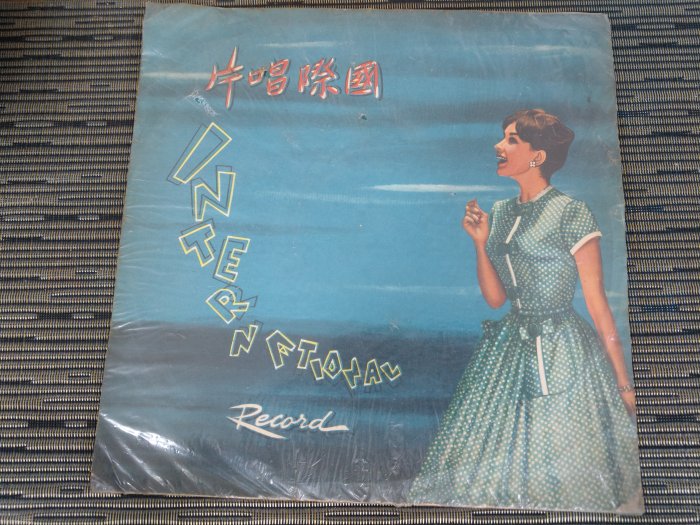 國際唱片
INTERNATIONAL
Record